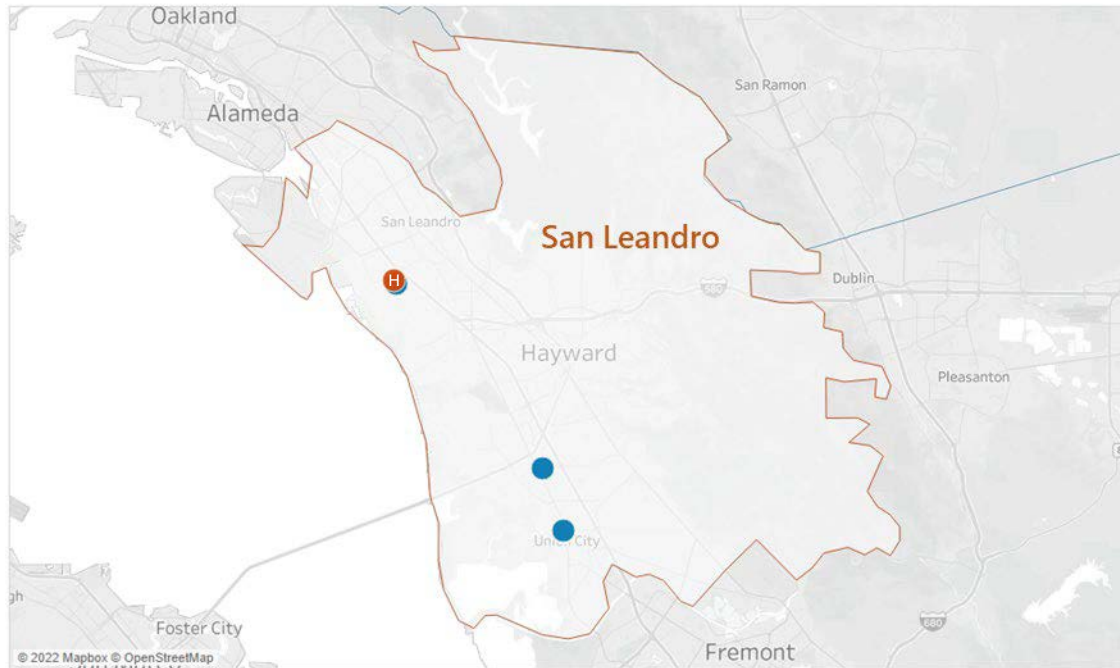 Oakland
San Ramon
Alameda
San Leandro
San Leandro
H
Dublin
580
Hayward
Pleasanton
Union City
gh
Foster City
680
Fremont
© 2022 Mapbox © OpenStreetMap